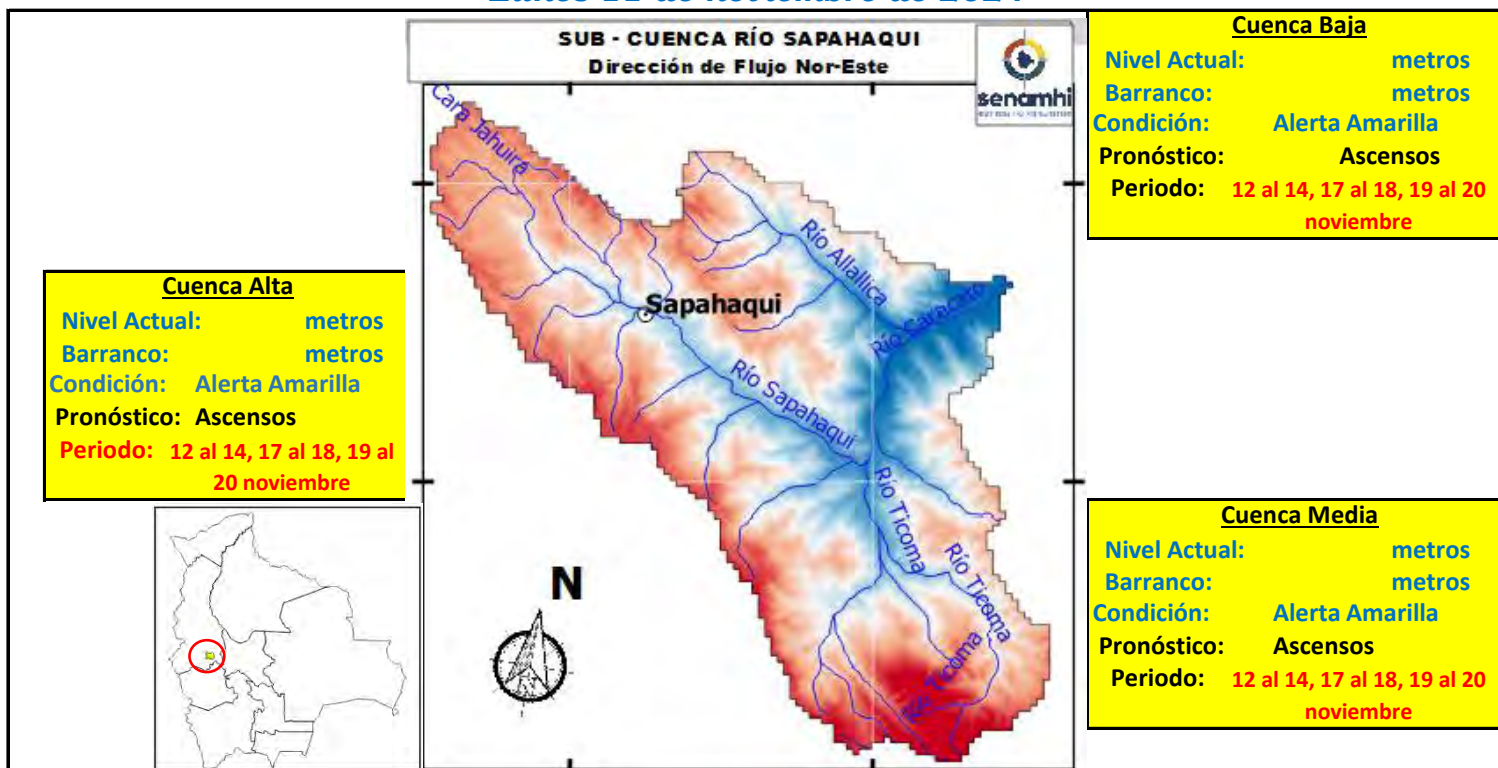 SUB - CUENCA RÍO SAPAHAQUI
Dirección de Flujo Nor-Este
senamhi
Cuenca Baja
Nivel Actual: metros
Barranco: metros
Condición: Alerta Amarilla
Pronóstico: Ascensos
Periodo: 12 al 14, 17 al 18, 19 al 20
noviembre
Cara Jahuira
Río Allallica
Río Caracato
Sapahaqui
Río Sapahaqui
Río Ticoma
Río Ticoma
Río Ticoma
N
Cuenca Alta
Nivel Actual: metros
Barranco: metros
Condición: Alerta Amarilla
Pronóstico: Ascensos
Periodo: 12 al 14, 17 al 18, 19 al
20 noviembre
Cuenca Media
Nivel Actual: metros
Barranco: metros
Condición: Alerta Amarilla
Pronóstico: Ascensos
Periodo: 12 al 14, 17 al 18, 19 al 20
noviembre